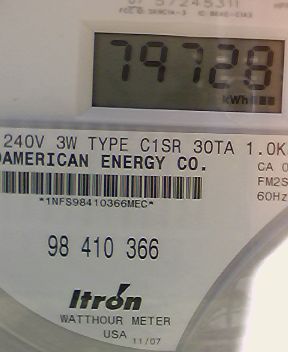 79728
kWh
240V 3W TYPE C1SR 30TA 1.0K
DAMERICAN ENERGY CO.
CA 0
FM2S
60Hz
*1NFS98410366MEC*
98 410 366
Itron
WATTHOUR METER
USA 11/07